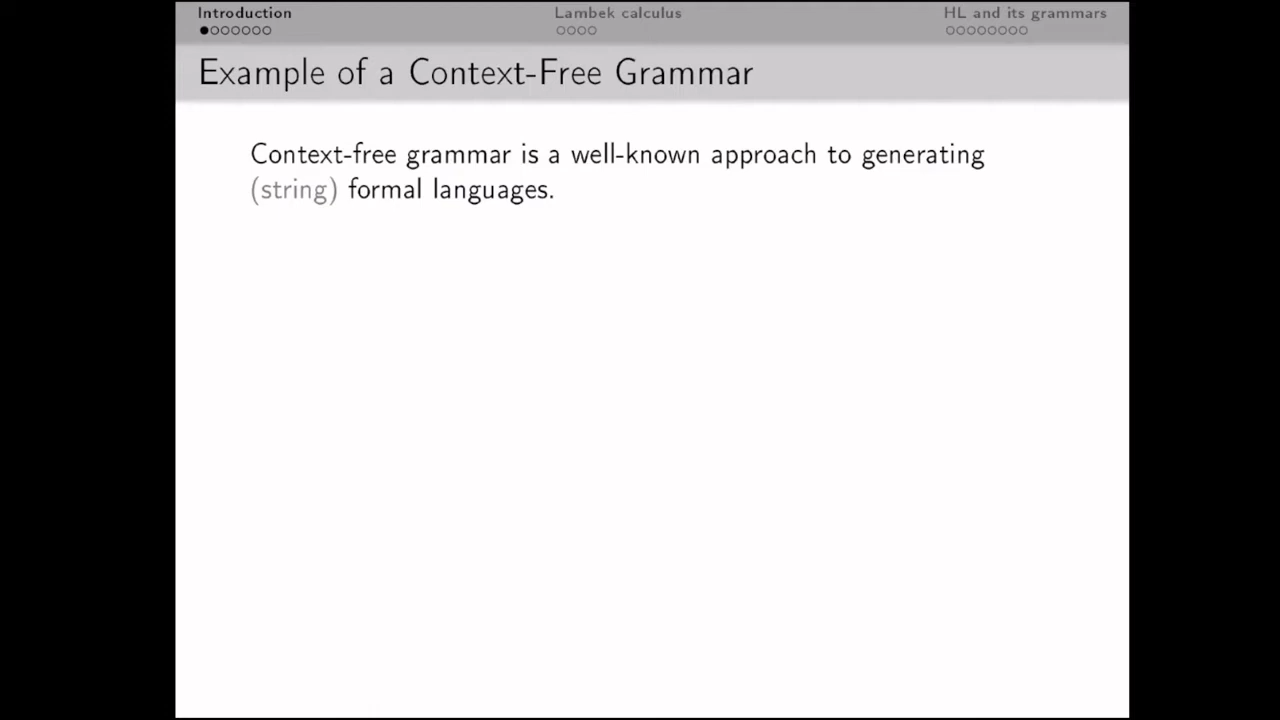 Introduction
Lambek calculus
HL and its grammars
Example of a Context-Free Grammar
Context-free grammar is a well-known approach to generating
(string) formal languages.